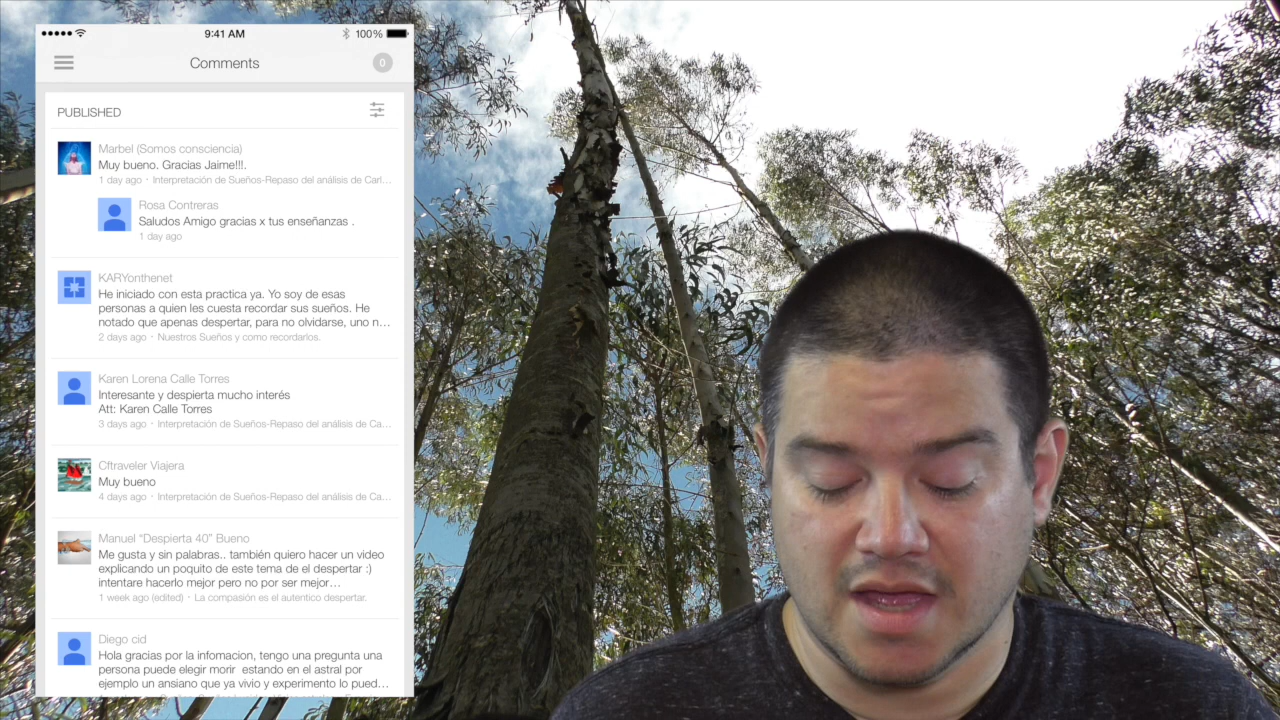 9:41 AM
100%
Comments
0
PUBLISHED
Marbel (Somos consciencia)
Muy bueno. Gracias Jaime!!!.
1 day ago · Interpretación de Sueños-Repaso del análisis de Carl...
Rosa Contreras
Saludos Amigo gracias x tus enseñanzas .
1 day ago
KARYonthenet
He iniciado con esta practica ya. Yo soy de esas
personas a quien les cuesta recordar sus sueños. He
notado que apenas despertar, para no olvidarse, uno n...
2 days ago · Nuestros Sueños y como recordarlos.
Karen Lorena Calle Torres
Interesante y despierta mucho interés
Att: Karen Calle Torres
3 days ago · Interpretación de Sueños-Repaso del análisis de Ca...
Cftraveler Viajera
Muy bueno
4 days ago · Interpretación de Sueños-Repaso del análisis de Ca...
Manuel “Despierta 40” Bueno
Me gusta y sin palabras.. también quiero hacer un video
explicando un poquito de este tema de el despertar :)
intentare hacerlo mejor pero no por ser mejor...
1 week ago (edited) · La compasión es el autentico despertar.
Diego cid
Hola gracias por la infomacion, tengo una pregunta una
persona puede elegir morir estando en el astral por
ejemplo un ansiano que ya vivio y experimento lo pued...